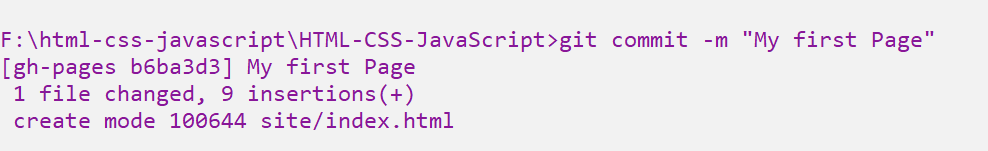 F:\html-css-javascript\HTML-CSS-JavaScript>git commit -m "My first Page"
[gh-pages b6ba3d3] My first Page
 1 file changed, 9 insertions(+)
 create mode 100644 site/index.html